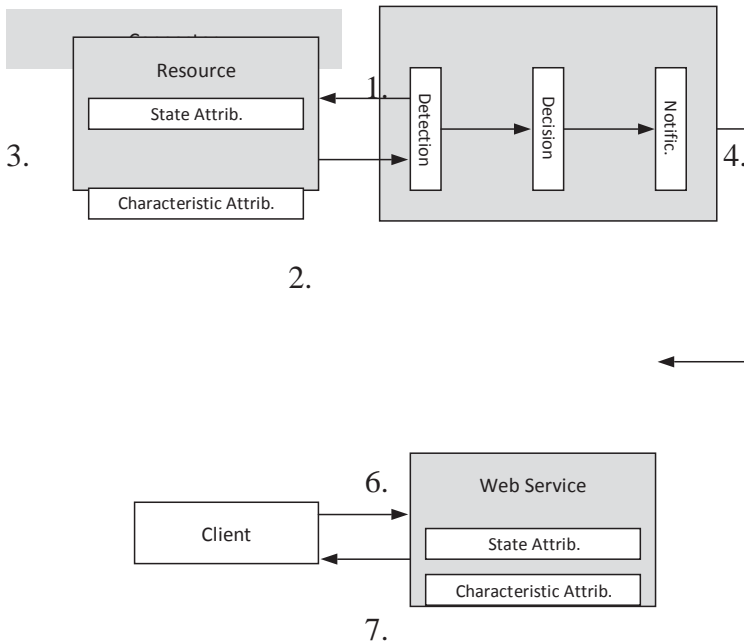 Resource
State Attrib.
Characteristic Attrib.
1.
2.
3.
Detection
Decision
Notific.
4.
6.
Client
Web Service
State Attrib.
Characteristic Attrib.
7.